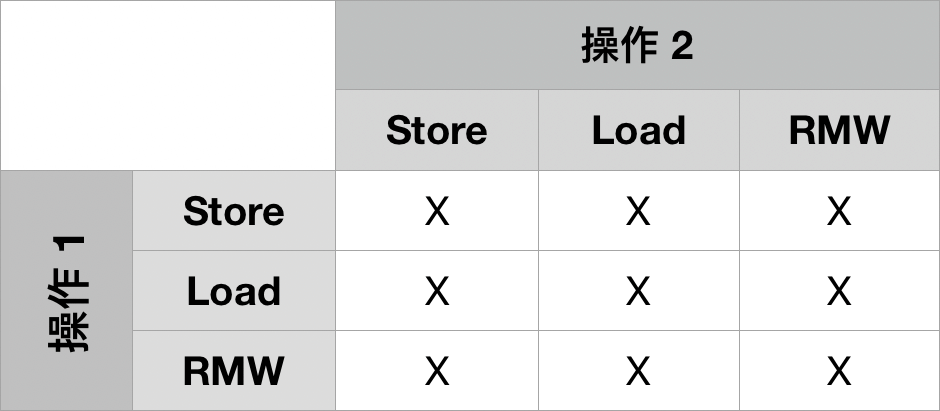 操作 2
Store Load RMW
操作 1
Store X X X
Load X X X
RMW X X X